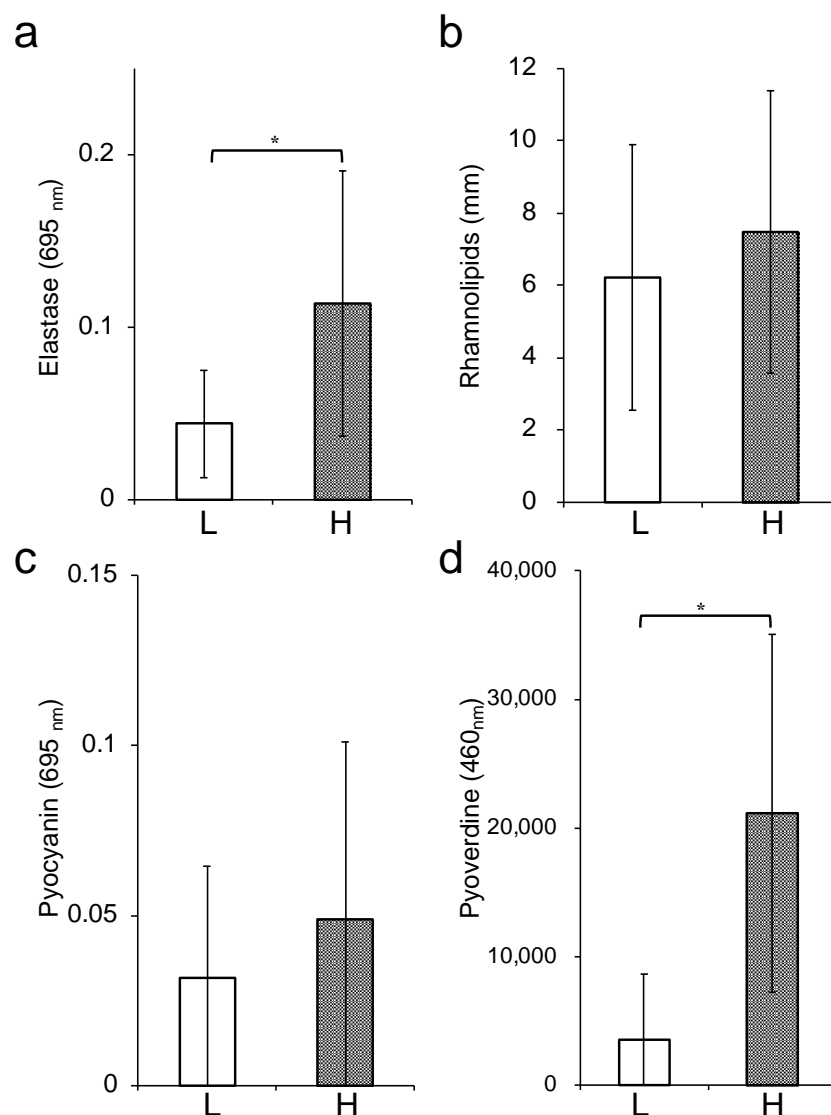 a
Elastase (695 nm)
0.2
0.1
0
*
L
H
b
Rhamnolipids (mm)
12
10
8
6
4
2
0
L
H
c
Pyocyanin (695 nm)
0.15
0.1
0.05
0
L
H
d
Pyoverdine (460nm)
40,000
30,000
20,000
10,000
0
*
L
H